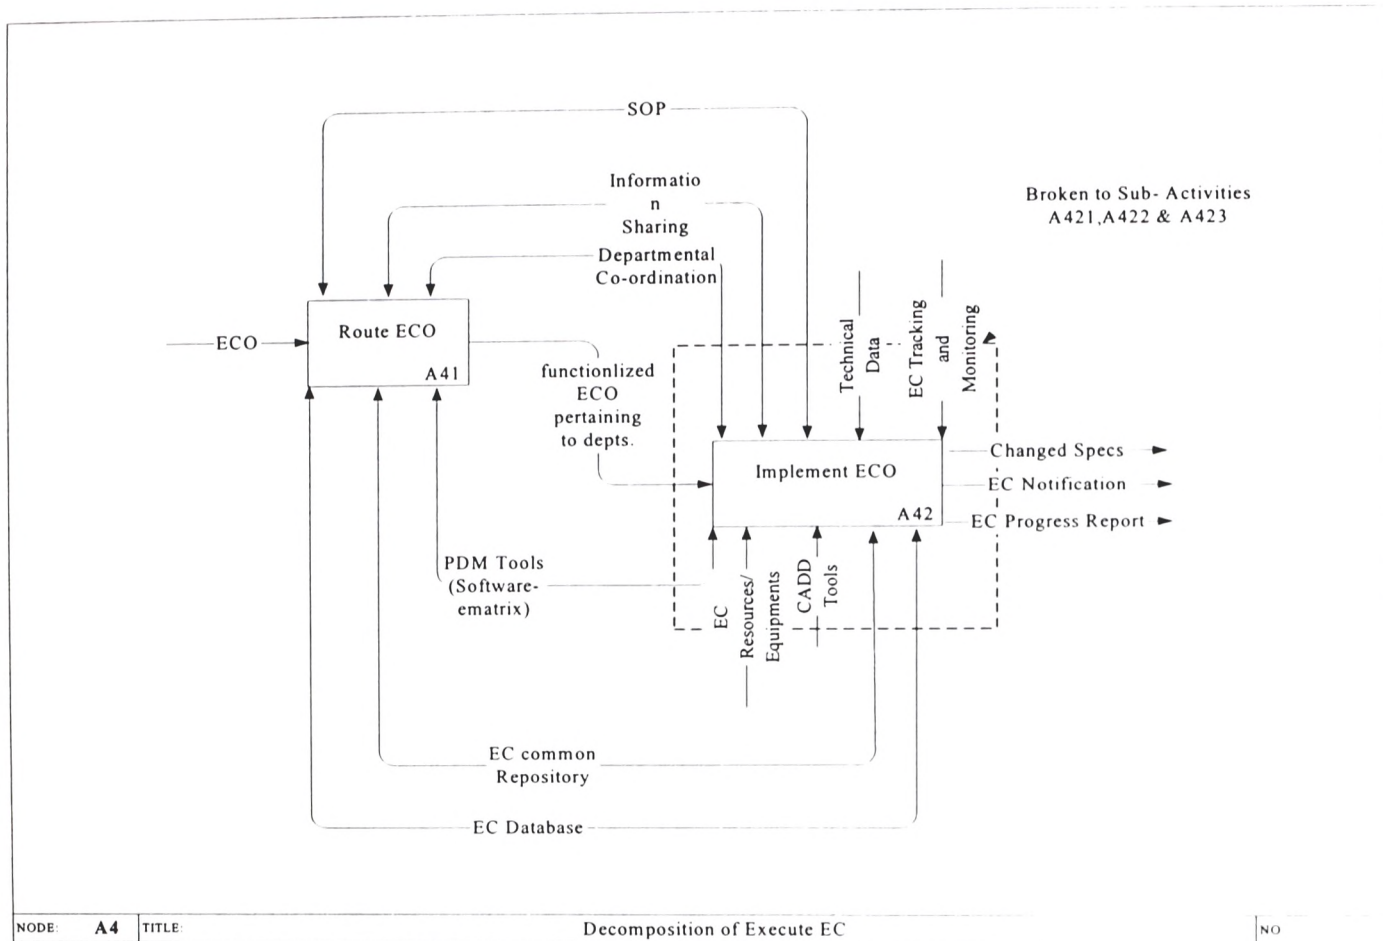 SOP
Informatio
n
Sharing
Broken to Sub- Activities
A421,A422 & A423
Departmental
Co-ordination
Technical
Data
EC Tracking
and
Monitoring
ECO
Route ECO
A41
functionlized
ECO
pertaining
to depts.
Implement ECO
A42
Changed Specs
EC Notification
EC Progress Report
PDM Tools
(Software-
ematrix)
EC
Resources/
Equipments
CADD
Tools
EC common
Repository
EC Database
NODE: A4 TITLE: Decomposition of Execute EC NO